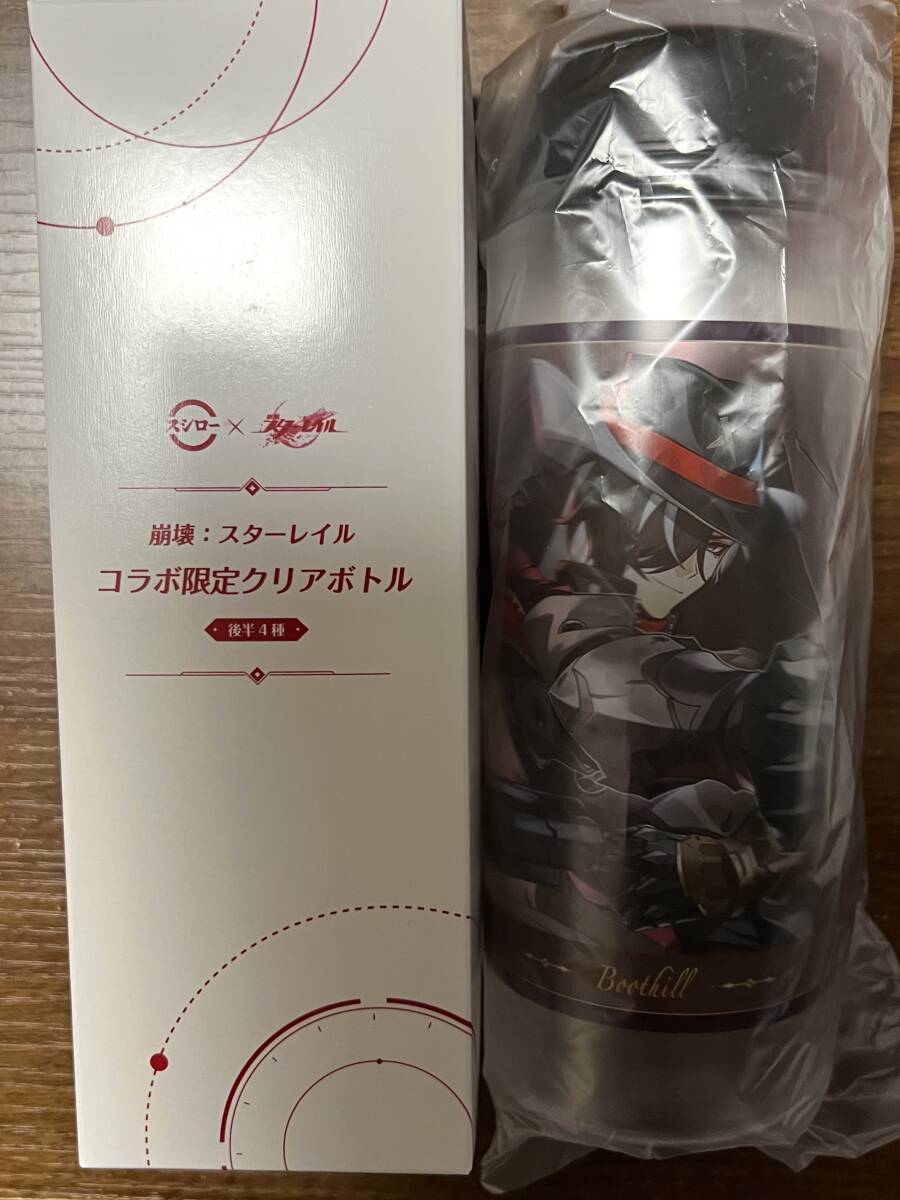 スシロー × スターレイル
崩壊：スターレイル
コラボ限定クリアボトル
後半4種
Boothill